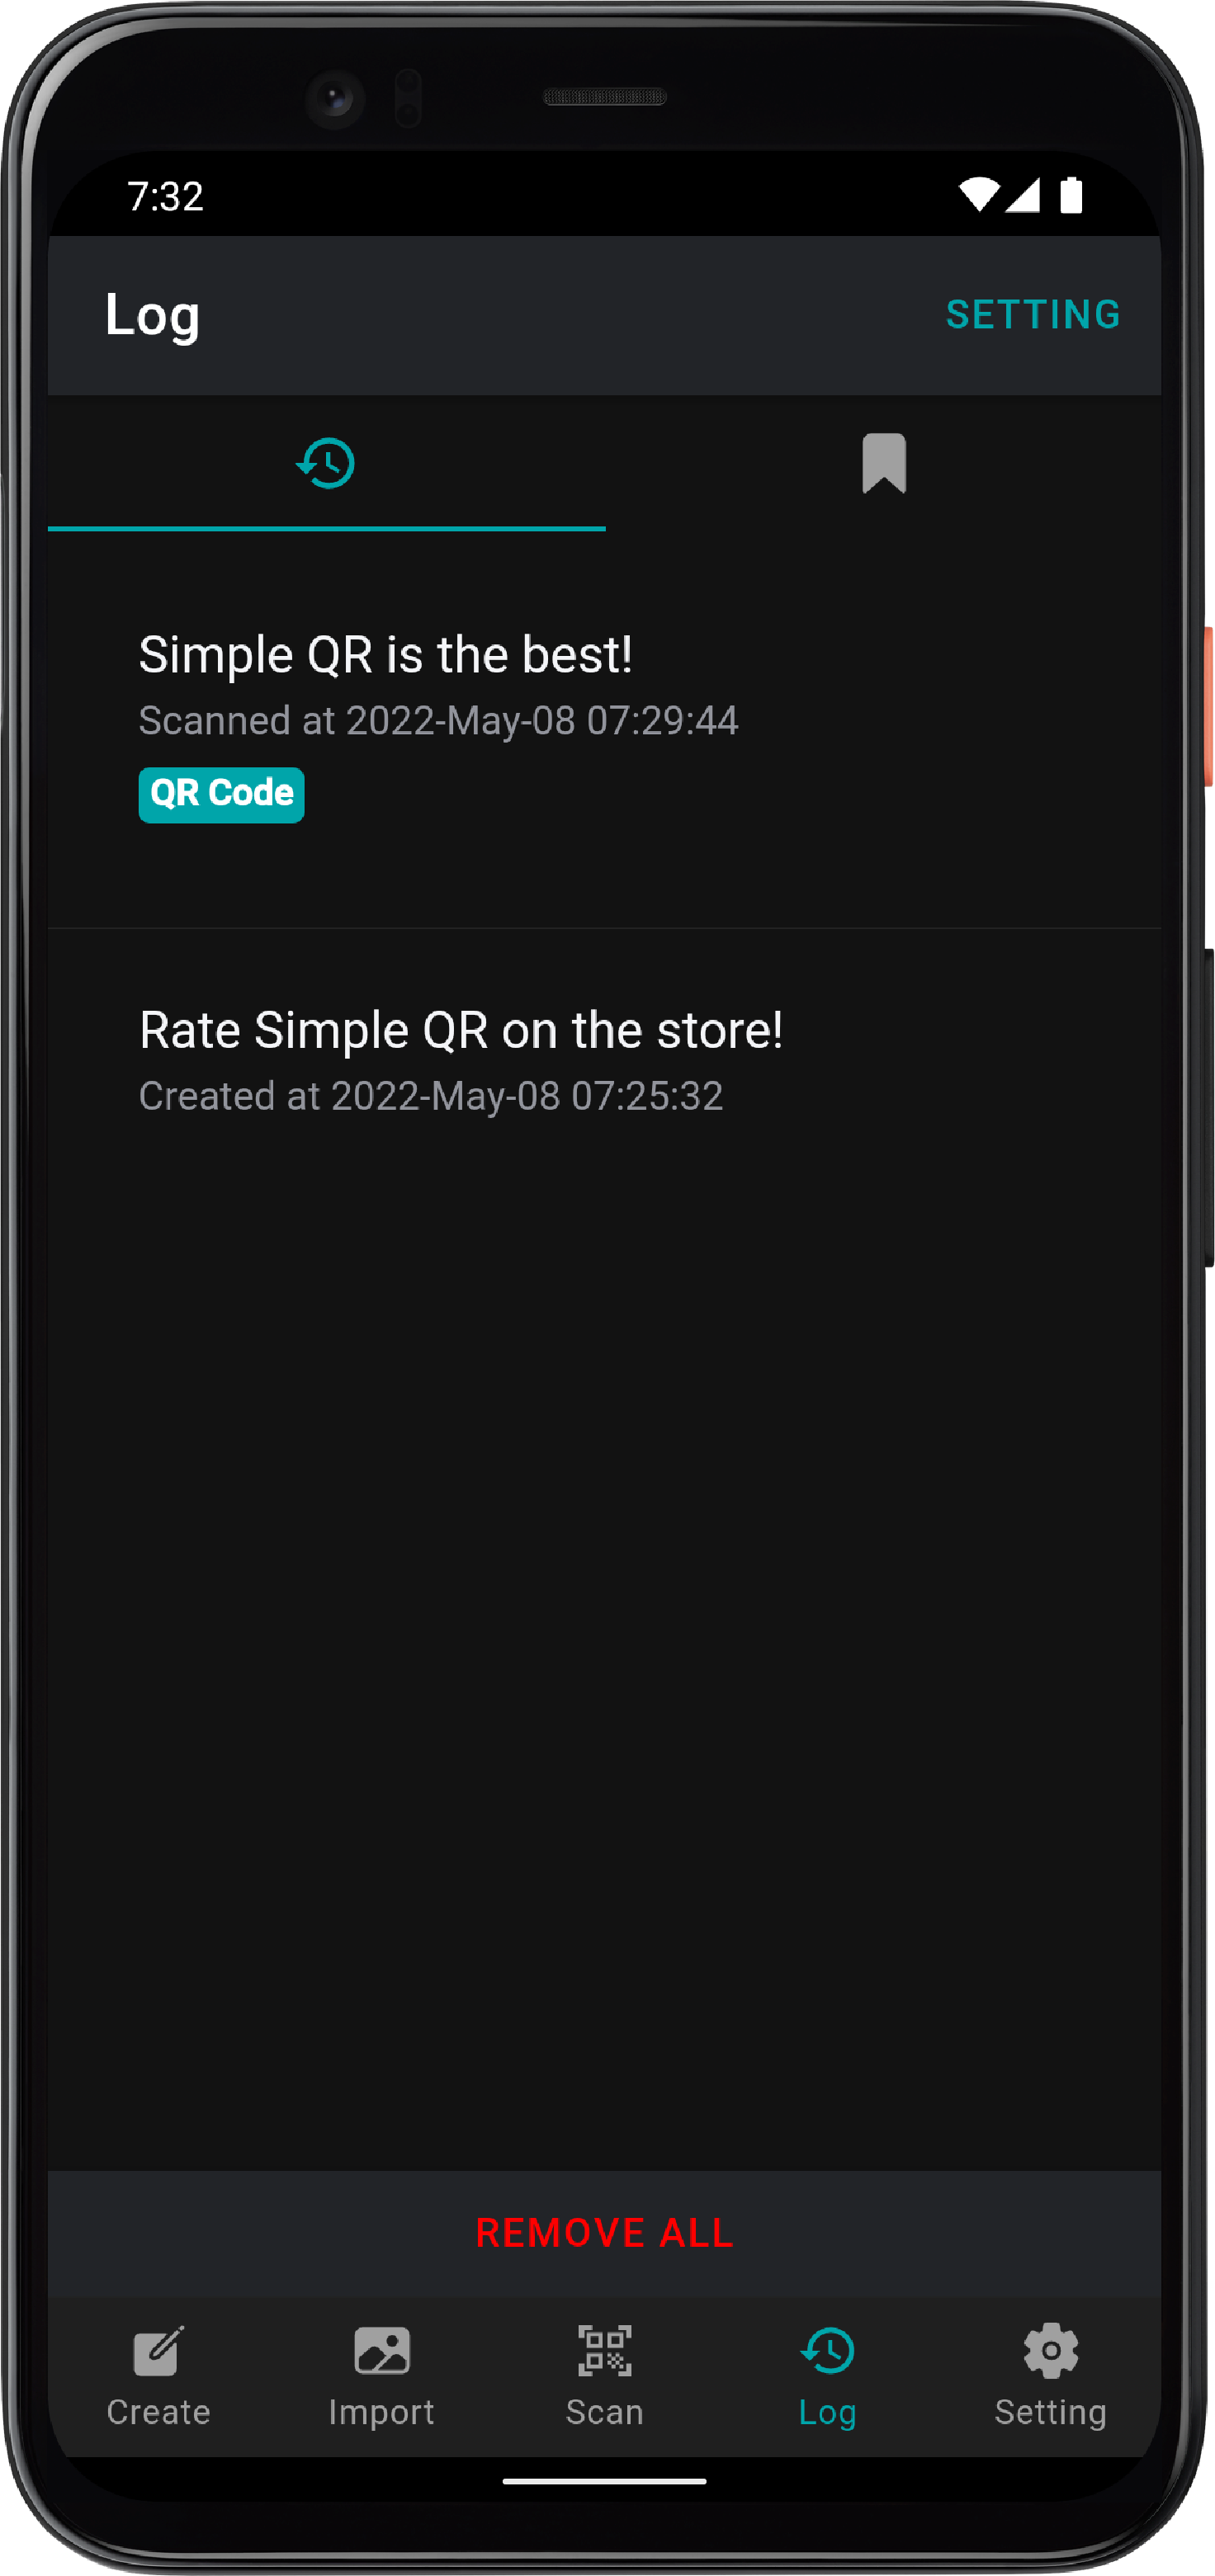 7:32
Log
SETTING
Simple QR is the best!
Scanned at 2022-May-08 07:29:44
QR Code
Rate Simple QR on the store!
Created at 2022-May-08 07:25:32
REMOVE ALL
Create
Import
Scan
Log
Setting